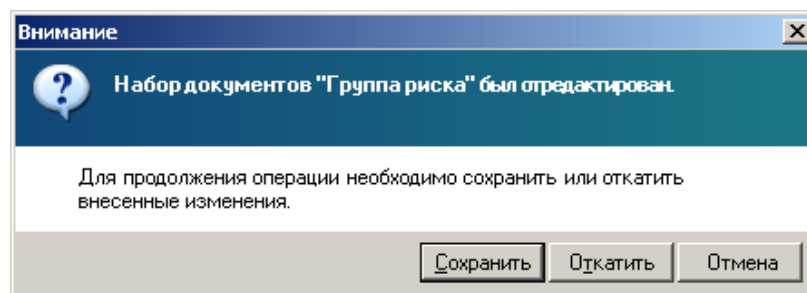 Внимание
Набор документов "Группа риска" был отредактирован.
Для продолжения операции необходимо сохранить или откатить
внесенные изменения.
Сохранить Откатить Отмена